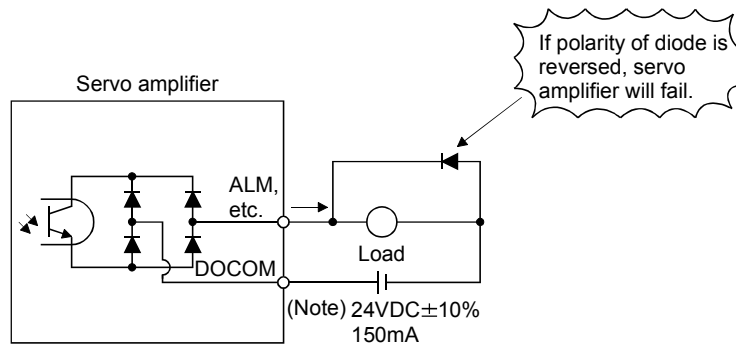 If polarity of diode is
reversed, servo
amplifier will fail.
Servo amplifier
ALM,
etc.
Load
DOCOM
(Note) 24VDC±10%
150mA